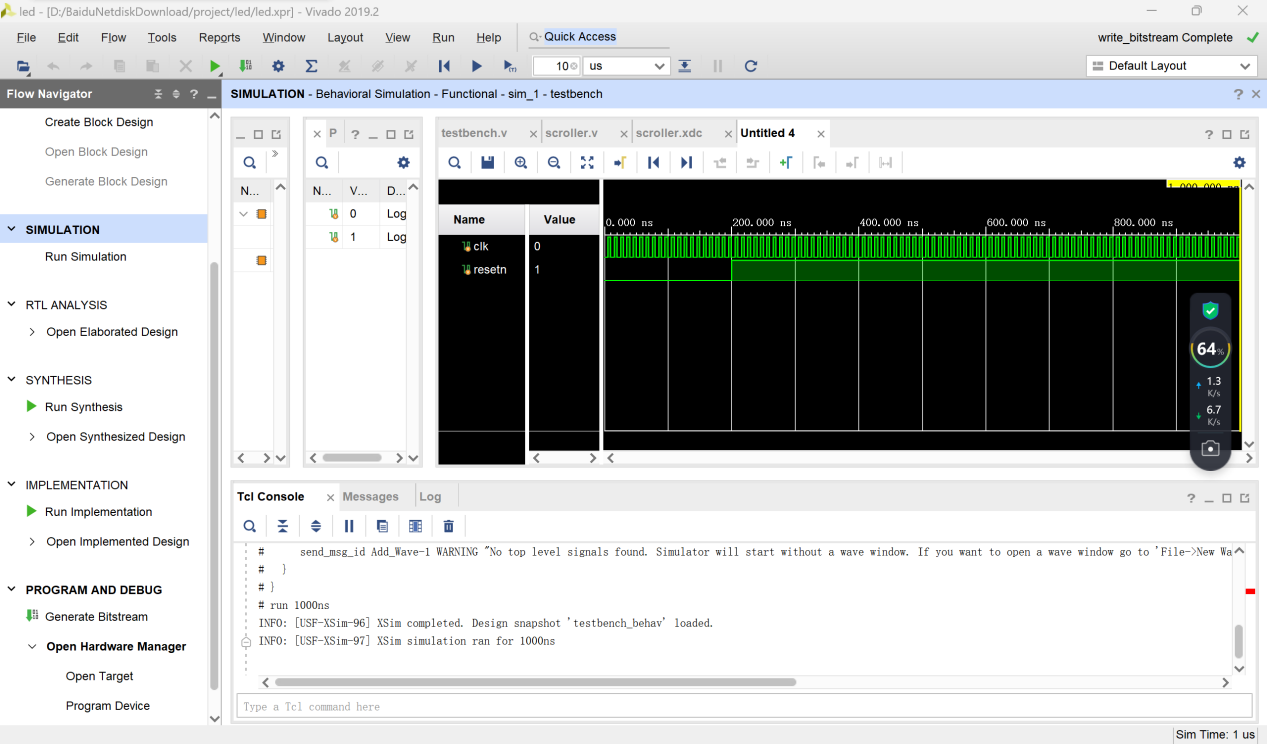 led - [D:/BaiduNetdiskDownload/project/led/led.xpr] - Vivado 2019.2
File Edit Flow Tools Reports Window Layout View Run Help Quick Access write_bitstream Complete
10 us Default Layout
Flow Navigator
SIMULATION - Behavioral Simulation - Functional - sim_1 - testbench
Create Block Design
Open Block Design
Generate Block Design
SIMULATION
Run Simulation
RTL ANALYSIS
Open Elaborated Design
SYNTHESIS
Run Synthesis
Open Synthesized Design
IMPLEMENTATION
Run Implementation
Open Implemented Design
PROGRAM AND DEBUG
Generate Bitstream
Open Hardware Manager
Open Target
Program Device
N...
P
N... V... D...
0 Log
1 Log
testbench.v scroller.v scroller.xdc Untitled 4
Name Value
clk 0
resetn 1
1,000.000 ns
0.000 ns 200.000 ns 400.000 ns 600.000 ns 800.000 ns
64%
1.3
K/s
6.7
K/s
Tcl Console Messages Log
# send_msg_id Add_Wave-1 WARNING "No top level signals found. Simulator will start without a wave window. If you want to open a wave window go to 'File->New Wa
# }
# }
# run 1000ns
INFO: [USF-XSim-96] XSim completed. Design snapshot 'testbench_behav' loaded.
INFO: [USF-XSim-97] XSim simulation ran for 1000ns
Type a Tcl command here
Sim Time: 1 us